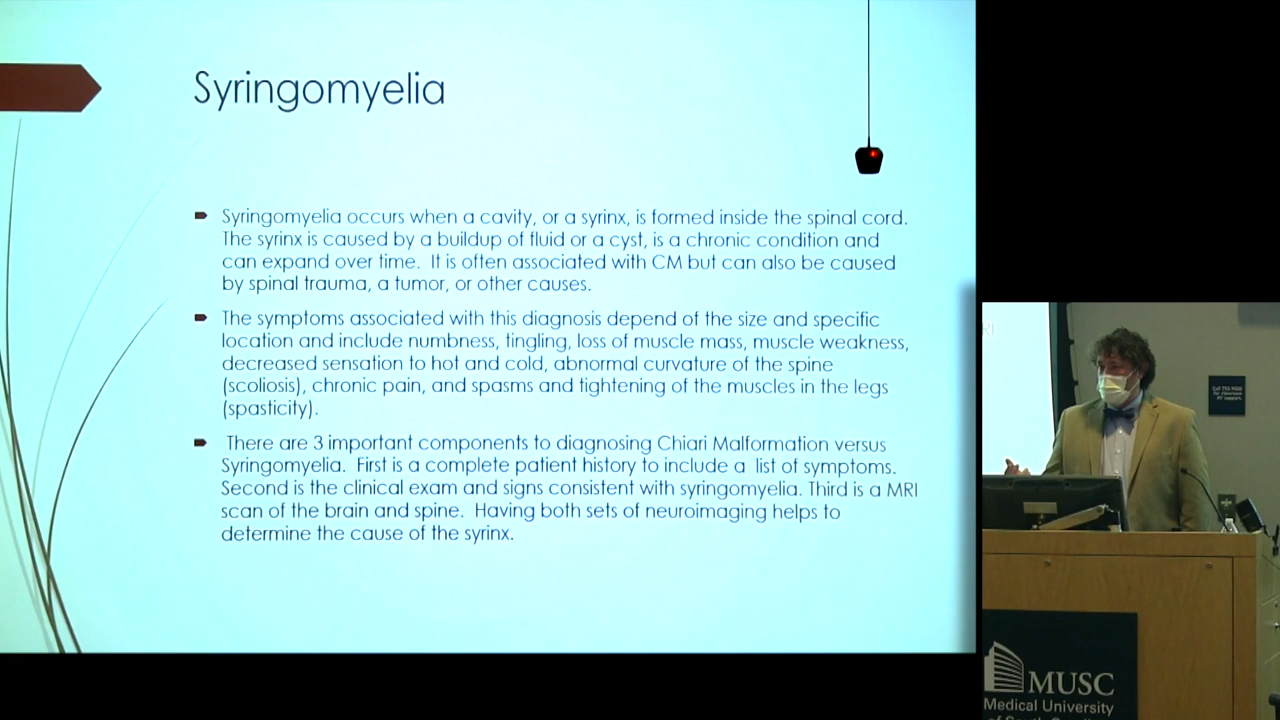 Syringomyelia
Syringomyelia occurs when a cavity, or a syrinx, is formed inside the spinal cord.
The syrinx is caused by a buildup of fluid or a cyst, is a chronic condition and
can expand over time. It is often associated with CM but can also be caused
by spinal trauma, a tumor, or other causes.
The symptoms associated with this diagnosis depend of the size and specific
location and include numbness, tingling, loss of muscle mass, muscle weakness,
decreased sensation to hot and cold, abnormal curvature of the spine
(scoliosis), chronic pain, and spasms and tightening of the muscles in the legs
(spasticity).
There are 3 important components to diagnosing Chiari Malformation versus
Syringomyelia. First is a complete patient history to include a list of symptoms.
Second is the clinical exam and signs consistent with syringomyelia. Third is a MRI
scan of the brain and spine. Having both sets of neuroimaging helps to
determine the cause of the syrinx.
MUSC
Medical University